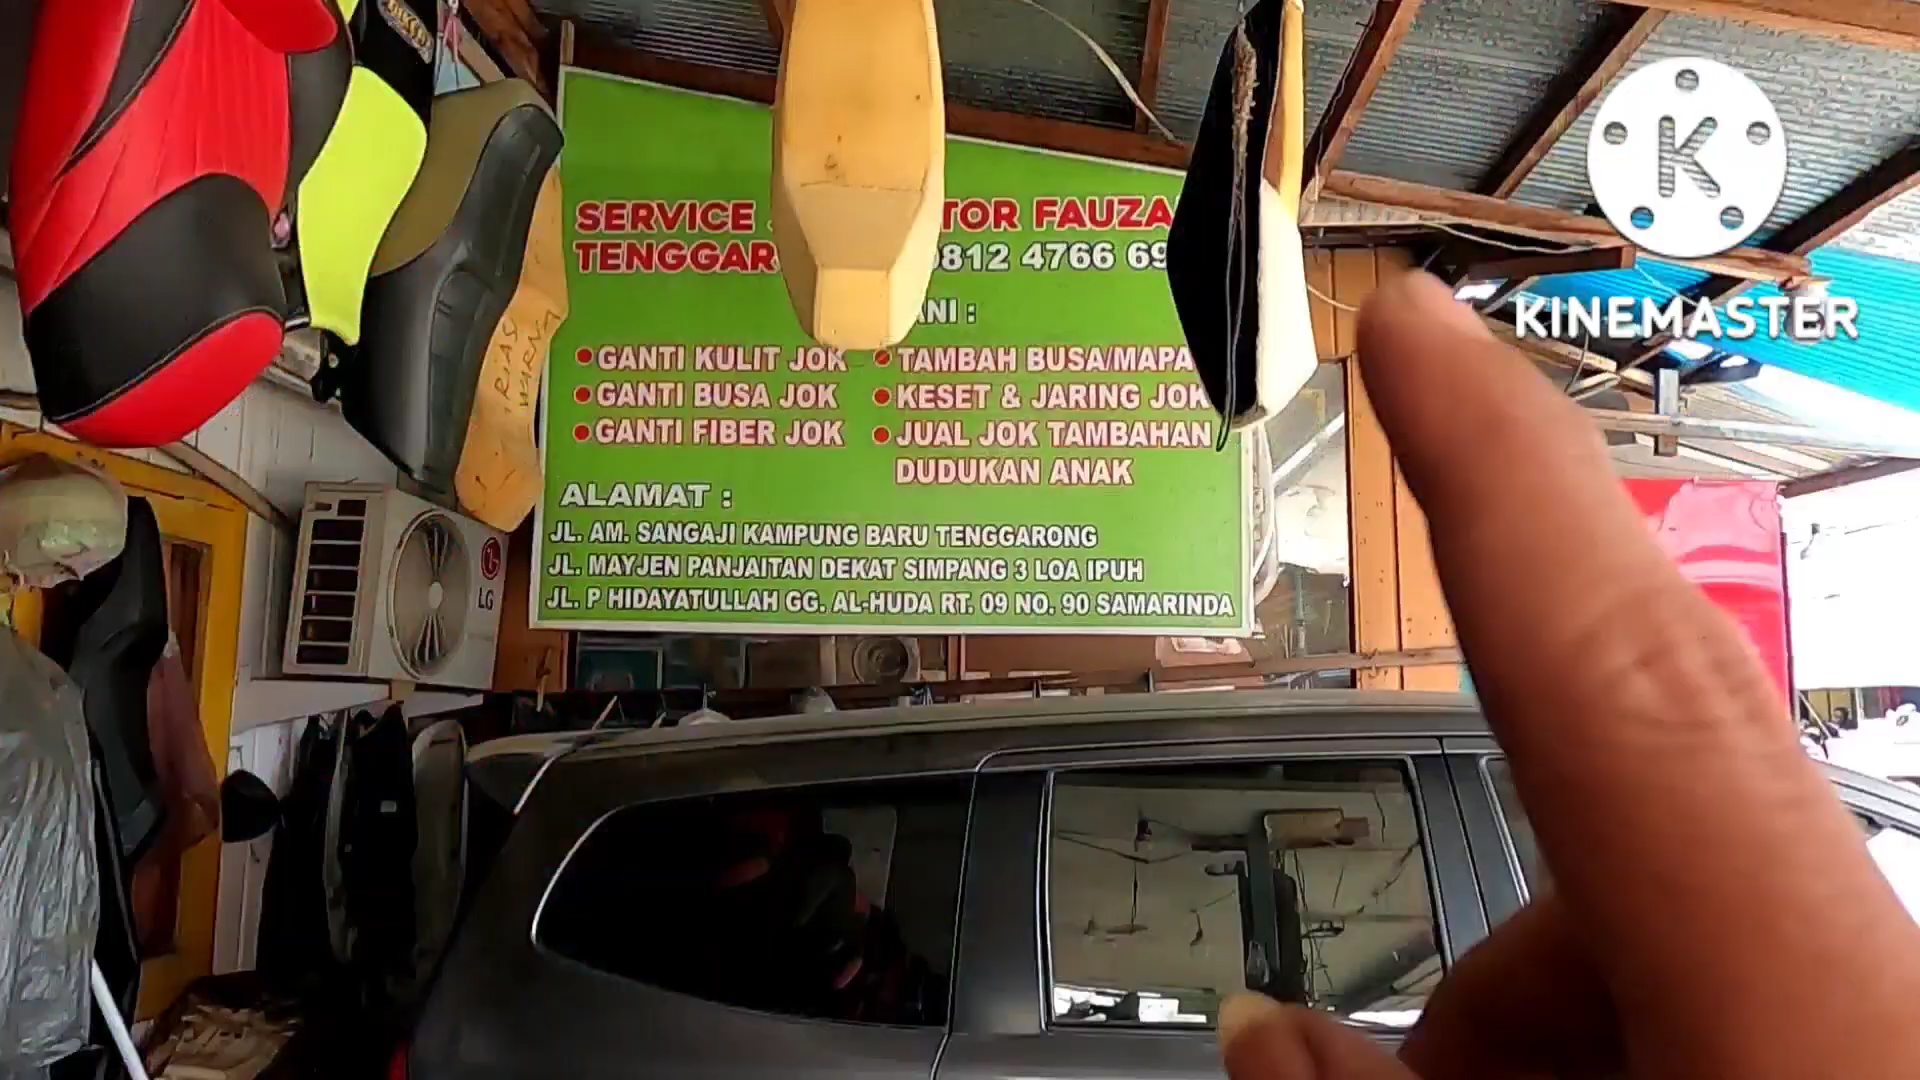 SERVICE
TOR FAUZA
TENGGAR
0812 4766 69
ANI :
• GANTI KULIT JOK
• GANTI BUSA JOK
• GANTI FIBER JOK
• TAMBAH BUSA/MAPA
• KESET & JARING JOK
• JUAL JOK TAMBAHAN
DUDUKAN ANAK
ALAMAT :
JL. AM. SANGAJI KAMPUNG BARU TENGGARONG
JL. MAYJEN PANJAITAN DEKAT SIMPANG 3 LOA IPUH
JL. P HIDAYATULLAH GG. AL-HUDA RT. 09 NO. 90 SAMARINDA
LG
K
KINEMASTER